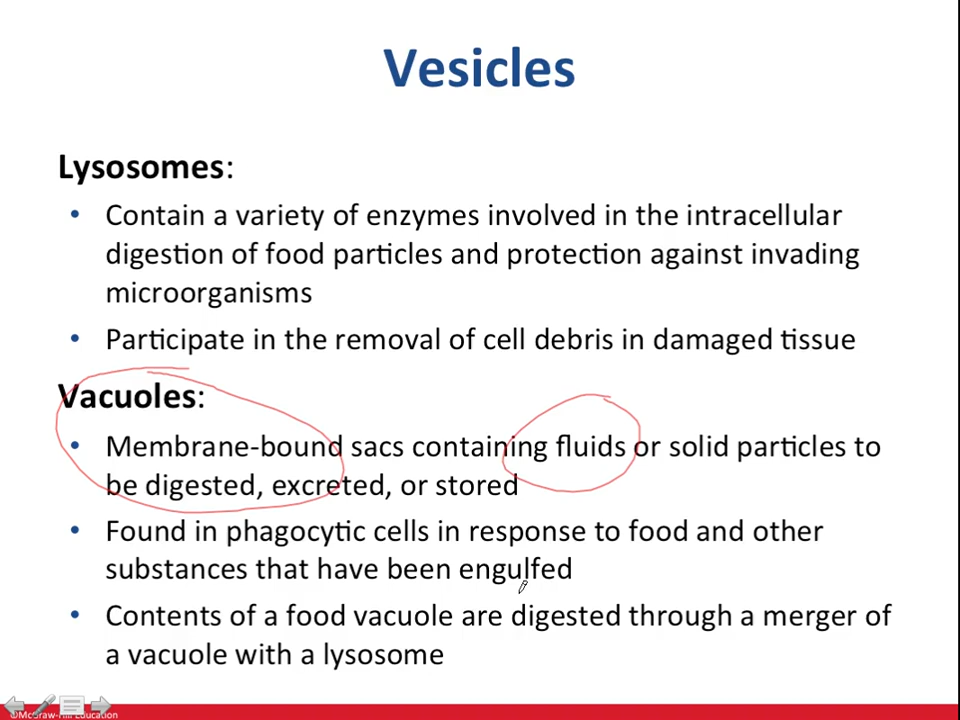 Vesicles
Lysosomes:
• Contain a variety of enzymes involved in the intracellular
digestion of food particles and protection against invading
microorganisms
• Participate in the removal of cell debris in damaged tissue
Vacuoles:
• Membrane-bound sacs containing fluids or solid particles to
be digested, excreted, or stored
• Found in phagocytic cells in response to food and other
substances that have been engulfed
• Contents of a food vacuole are digested through a merger of
a vacuole with a lysosome
©McGraw-Hill Education